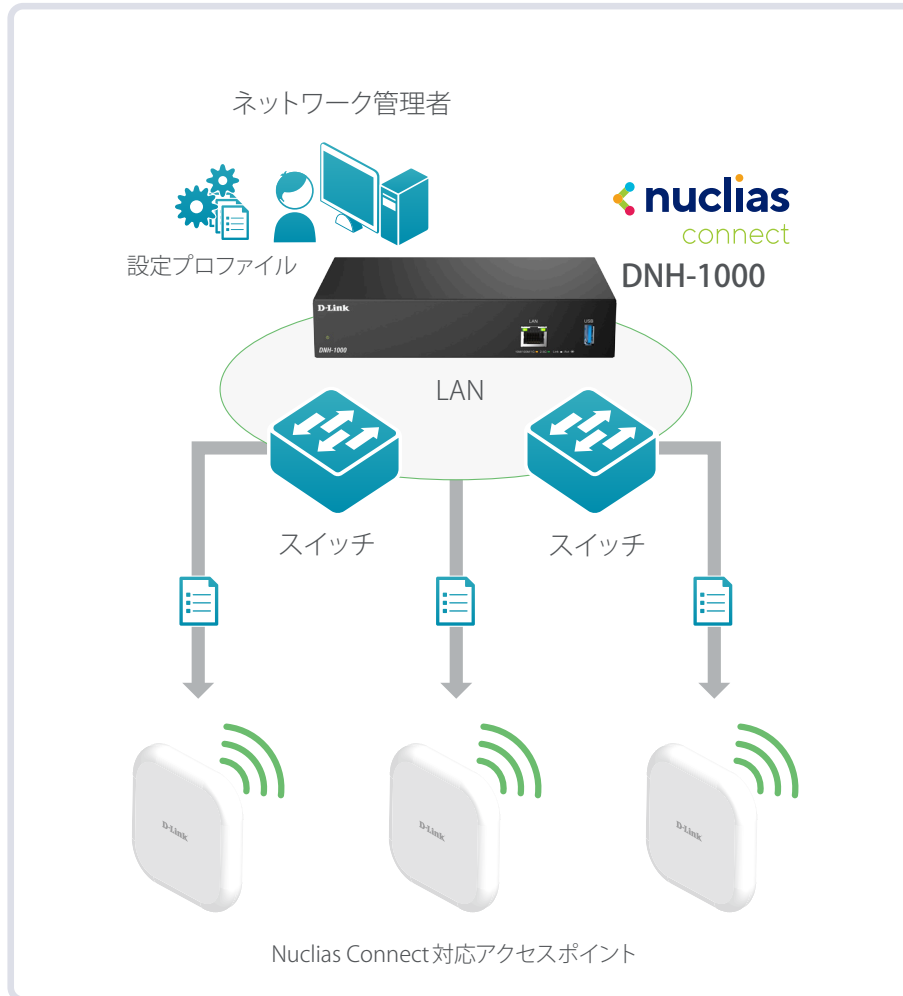 ネットワーク管理者
nuclias
connect
設定プロファイル
DNH-1000
D-Link
LAN
USB
DNH-1000
LAN
スイッチ
スイッチ
D-Link
D-Link
D-Link
Nuclias Connect対応アクセスポイント